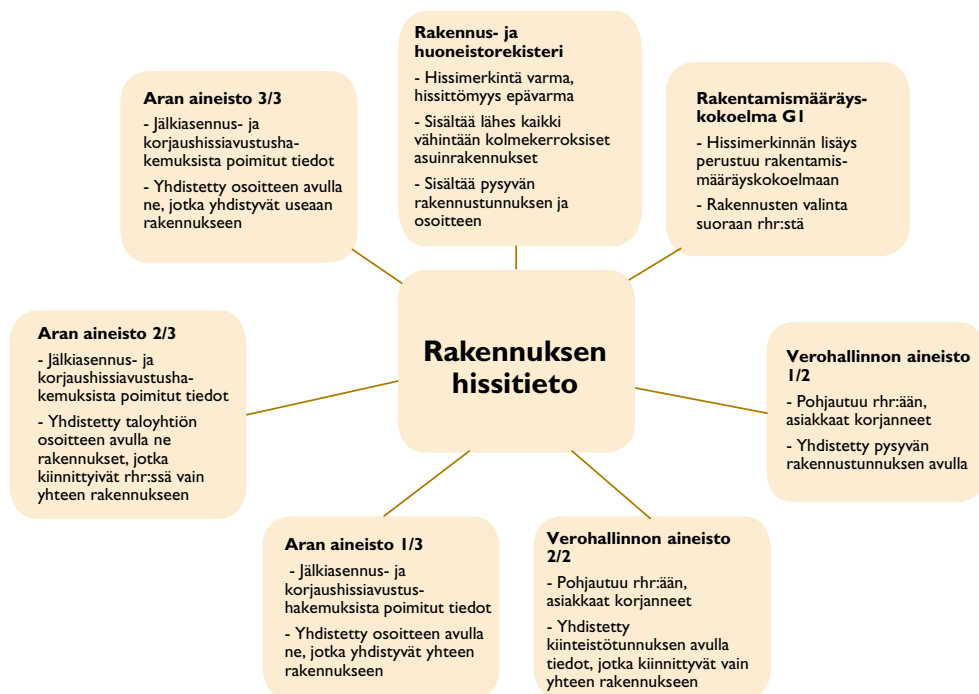 Rakennus- ja
huoneistorekisteri
- Hissimerkintä varma,
hissittömyys epävarma
- Sisältää lähes kaikki
vähintään kolmekerroksiset
asuinrakennukset
- Sisältää pysyvän
rakennustunnuksen ja
osoitteen
Aran aineisto 3/3
- Jälkiasennus- ja
korjaushissiavustusha-
kemuksista poimitut tiedot
- Yhdistetty osoitteen avulla
ne, jotka yhdistyvät useaan
rakennukseen
Rakentamismääräys-
kokoelma G1
- Hissimerkinnän lisäys
perustuu rakentamis-
määräyskokoelmaan
- Rakennusten valinta
suoraan rhr:stä
Rakennuksen
hissitieto
Aran aineisto 2/3
- Jälkiasennus- ja
korjaushissiavustusha-
kemuksista poimitut tiedot
- Yhdistetty taloyhtiön
osoitteen avulla ne
rakennukset, jotka
kiinnittyivät rhr:ssä vain
yhteen rakennukseen
Verohallinnon aineisto
1/2
- Pohjautuu rhr:ään,
asiakkaat korjanneet
- Yhdistetty pysyvän
rakennustunnuksen avulla
Aran aineisto 1/3
- Jälkiasennus- ja
korjaushissiavustus-
hakemuksista poimitut tiedot
- Yhdistetty osoitteen avulla
ne, jotka yhdistyvät yhteen
rakennukseen
Verohallinnon aineisto
2/2
- Pohjautuu rhr:ään,
asiakkaat korjanneet
- Yhdistetty
kiinteistötunnuksen avulla
tiedot, jotka kiinnittyvät vain
yhteen rakennukseen